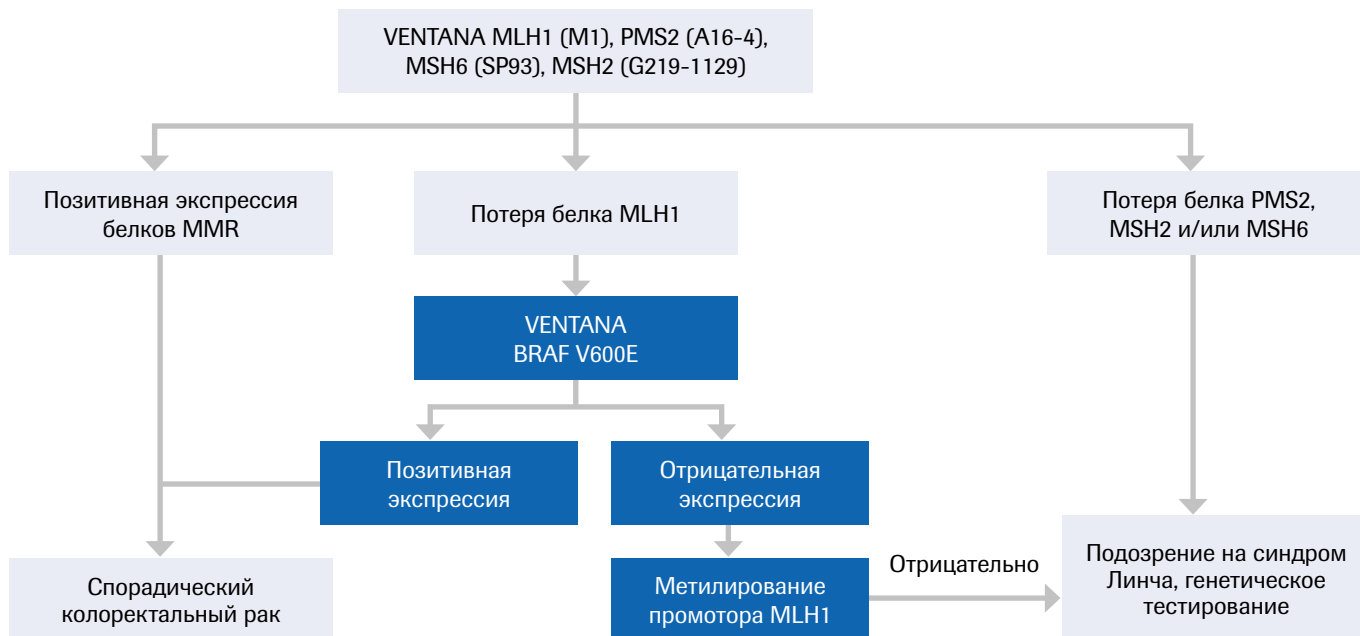 VENTANA MLH1 (M1), PMS2 (A16-4),
MSH6 (SP93), MSH2 (G219-1129)
Позитивная экспрессия
белков MMR
Потеря белка MLH1
Потеря белка PMS2,
MSH2 и/или MSH6
VENTANA
BRAF V600E
Позитивная
экспрессия
Отрицательная
экспрессия
Спорадический
колоректальный рак
Метилирование
промотора MLH1
Отрицательно
Подозрение на синдром
Линча, генетическое
тестирование